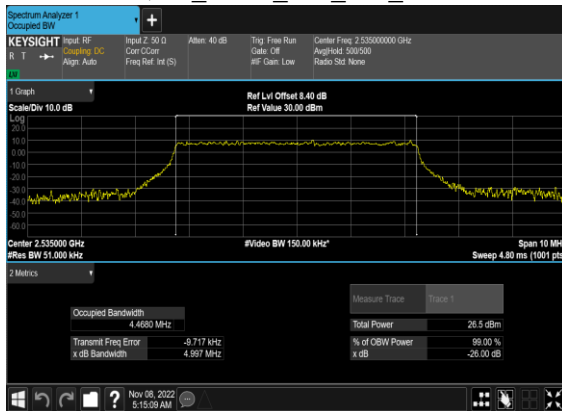 Spectrum Analyzer 1
Occupied BW
KEYSIGHT
R T
LXI
Input: RF
Coupling: DC
Align: Auto
Input Z: 50 Ω
Corr CCorr
Freq Ref: Int (S)
Atten: 40 dB
Trig: Free Run
Gate: Off
#IF Gain: Low
Center Freq: 2.535000000 GHz
Avg|Hold: 500/500
Radio Std: None
1 Graph
Scale/Div 10.0 dB
Ref Lvl Offset 8.40 dB
Ref Value 30.00 dBm
Log
20.0
10.0
0.00
-10.0
-20.0
-30.0
-40.0
-50.0
-60.0
Center 2.535000 GHz
#Res BW 51.000 kHz
#Video BW 150.00 kHz*
Span 10 MH
Sweep 4.80 ms (1001 pts
2 Metrics
Measure Trace
Trace 1
Occupied Bandwidth
4.4680 MHz
Total Power
26.5 dBm
Transmit Freq Error
-9.717 kHz
% of OBW Power
99.00 %
x dB Bandwidth
4.997 MHz
x dB
-26.00 dB
Nov 08, 2022
5:15:09 AM